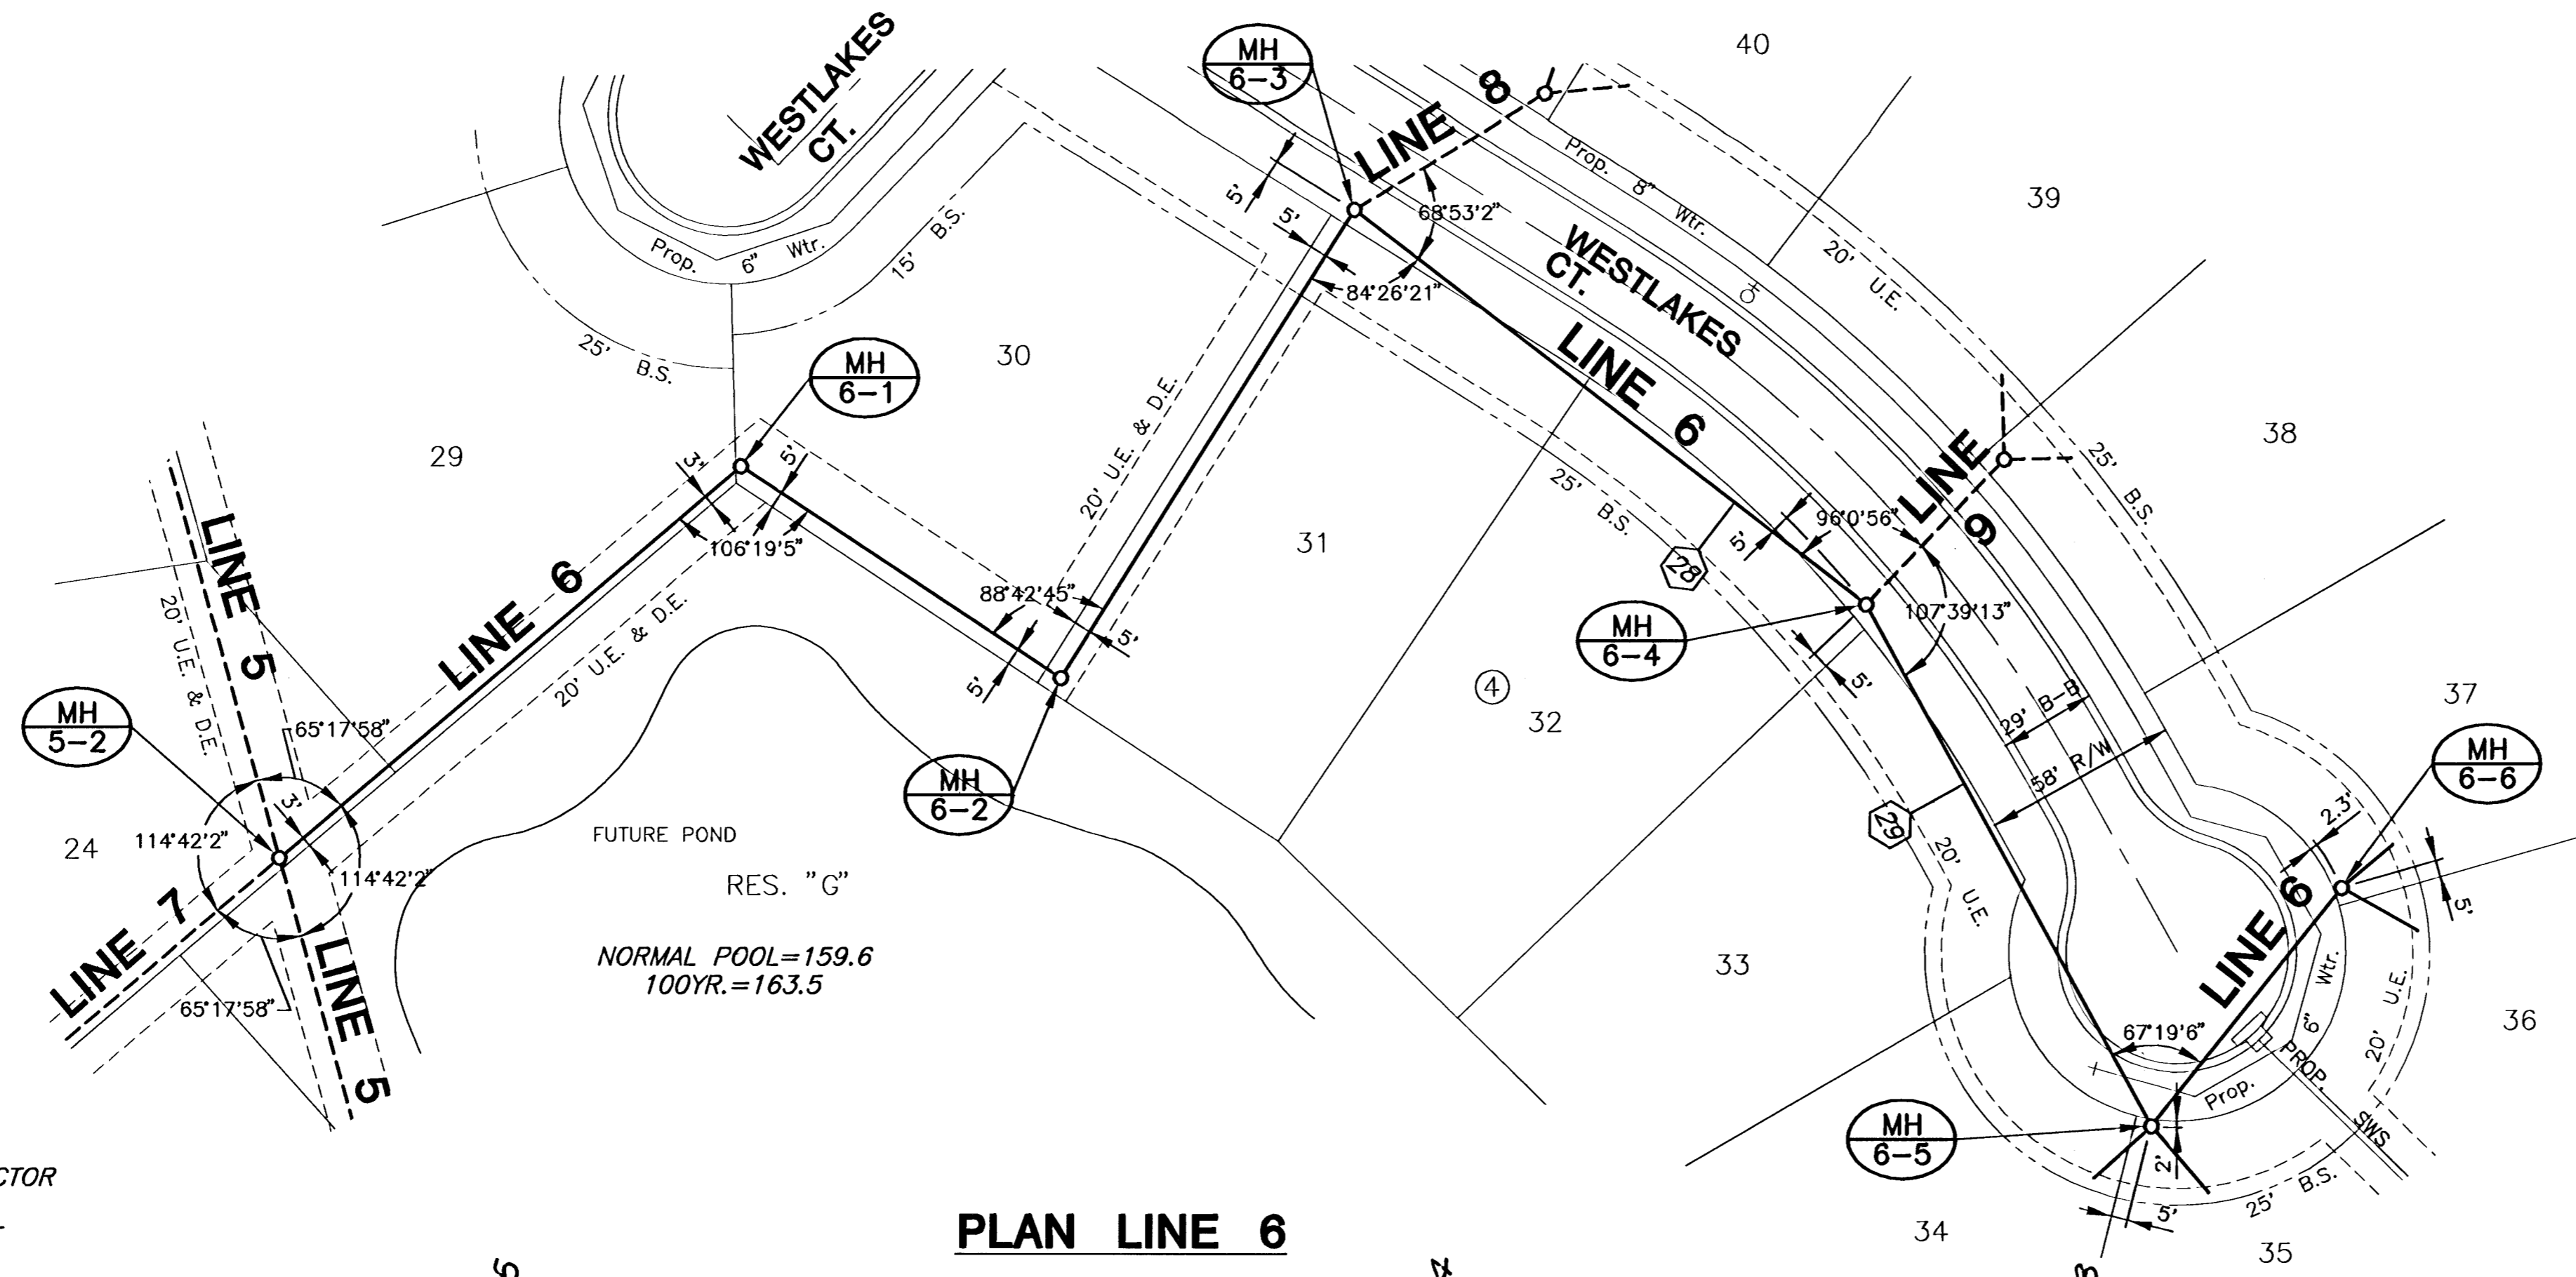 WESTLAKES
CT.
MH
6-3
LINE 8
40
Prop. 8" Wtr.
39
20' U.E.
5'
5'
68°53'2"
84°26'21"
WESTLAKES
CT.
Prop. 6" Wtr.
15' B.S.
25' B.S.
30
MH
6-1
29
3'
5'
106°19'5"
20' U.E. & D.E.
LINE 6
25' B.S.
38
25' B.S.
LINE 9
96°0'56"
5'
28
31
LINE 5
20' U.E. & D.E.
LINE 6
20' U.E. & D.E.
88°42'45"
5'
5'
MH
6-4
107°39'13"
5'
4
32
37
MH
5-2
65°17'58"
3'
114°42'2"
114°42'2"
24
MH
6-2
29' B-B
58' R/W
MH
6-6
2.3'
5'
29
20' U.E.
FUTURE POND
RES. "G"
NORMAL POOL=159.6
100YR.=163.5
LINE 7
65°17'58"
LINE 5
33
LINE 6
6" Wtr.
Prop.
20' U.E.
36
67°19'6"
PROP.
SWS
MH
6-5
2'
5'
25' B.S.
34
35
CTOR
PLAN LINE 6